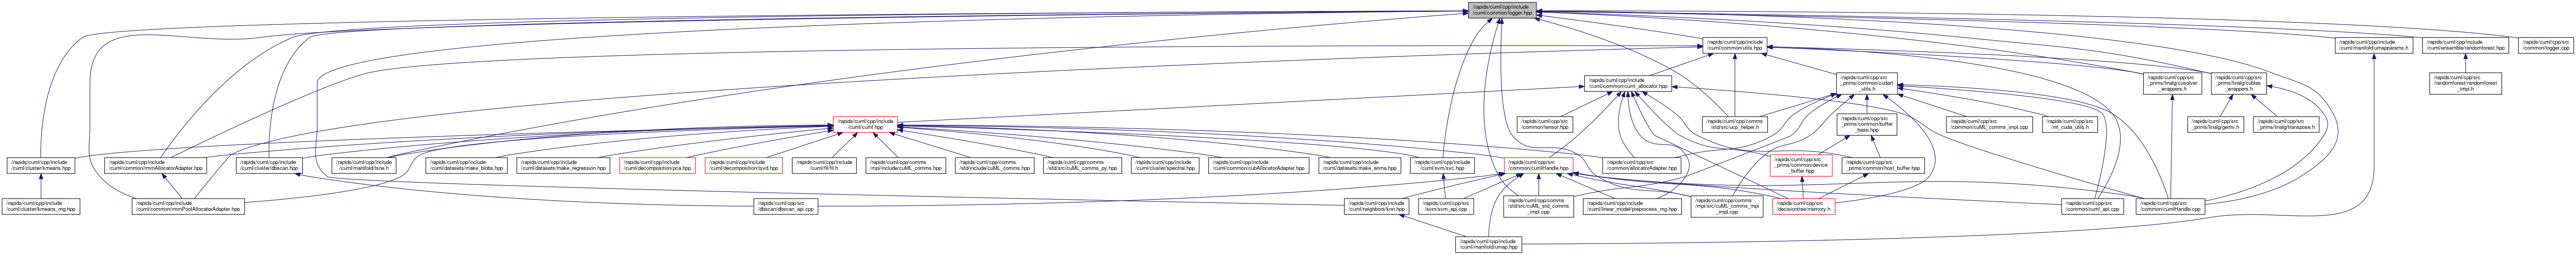 /rapids/cuml/cpp/include
/cuml/common/logger.hpp
/rapids/cuml/cpp/include
/cuml/common/utils.hpp
/rapids/cuml/cpp/include
/cuml/manifold/umapparams.h
/rapids/cuml/cpp/include
/cuml/ensemble/randomforest.hpp
/rapids/cuml/cpp/src
/common/logger.cpp
/rapids/cuml/cpp/include
/cuml/common/cuml_allocator.hpp
/rapids/cuml/cpp/src
_prims/common/cudart
_utils.h
/rapids/cuml/cpp/src
_prims/linalg/cusolver
_wrappers.h
/rapids/cuml/cpp/src
_prims/linalg/cublas
_wrappers.h
/rapids/cuml/cpp/src
/randomforest/randomforest
_impl.h
/rapids/cuml/cpp/include
/cuml/cuml.hpp
/rapids/cuml/cpp/src
/common/tensor.hpp
/rapids/cuml/cpp/comms
/std/src/ucp_helper.h
/rapids/cuml/cpp/src
_prims/common/buffer
_base.hpp
/rapids/cuml/cpp/src
/common/cuML_comms_impl.cpp
/rapids/cuml/cpp/src
/ml_cuda_utils.h
/rapids/cuml/cpp/src
_prims/linalg/gemv.h
/rapids/cuml/cpp/src
_prims/linalg/transpose.h
/rapids/cuml/cpp/include
/cuml/cluster/kmeans.hpp
/rapids/cuml/cpp/include
/cuml/common/rmmAllocatorAdapter.hpp
/rapids/cuml/cpp/include
/cuml/cluster/dbscan.hpp
/rapids/cuml/cpp/include
/cuml/manifold/tsne.h
/rapids/cuml/cpp/include
/cuml/datasets/make_blobs.hpp
/rapids/cuml/cpp/include
/cuml/datasets/make_regression.hpp
/rapids/cuml/cpp/include
/cuml/decomposition/pca.hpp
/rapids/cuml/cpp/include
/cuml/decomposition/tsvd.hpp
/rapids/cuml/cpp/include
/cuml/fil/fil.h
/rapids/cuml/cpp/comms
/mpi/include/cuML_comms.hpp
/rapids/cuml/cpp/comms
/std/include/cuML_comms.hpp
/rapids/cuml/cpp/comms
/std/src/cuML_comms_py.cpp
/rapids/cuml/cpp/include
/cuml/cluster/spectral.hpp
/rapids/cuml/cpp/include
/cuml/common/cubAllocatorAdapter.hpp
/rapids/cuml/cpp/include
/cuml/datasets/make_arima.hpp
/rapids/cuml/cpp/include
/cuml/svm/svc.hpp
/rapids/cuml/cpp/src
/common/cumlHandle.hpp
/rapids/cuml/cpp/src
/common/allocatorAdapter.hpp
/rapids/cuml/cpp/src
_prims/common/device
_buffer.hpp
/rapids/cuml/cpp/src
_prims/common/host_buffer.hpp
/rapids/cuml/cpp/include
/cuml/cluster/kmeans_mg.hpp
/rapids/cuml/cpp/include
/cuml/common/rmmPoolAllocatorAdapter.hpp
/rapids/cuml/cpp/src
/dbscan/dbscan_api.cpp
/rapids/cuml/cpp/include
/cuml/neighbors/knn.hpp
/rapids/cuml/cpp/src
/svm/svm_api.cpp
/rapids/cuml/cpp/comms
/std/src/cuML_std_comms
_impl.cpp
/rapids/cuml/cpp/include
/cuml/linear_model/preprocess_mg.hpp
/rapids/cuml/cpp/comms
/mpi/src/cuML_comms_mpi
_impl.cpp
/rapids/cuml/cpp/src
/decisiontree/memory.h
/rapids/cuml/cpp/src
/common/cuml_api.cpp
/rapids/cuml/cpp/src
/common/cumlHandle.cpp
/rapids/cuml/cpp/include
/cuml/manifold/umap.hpp